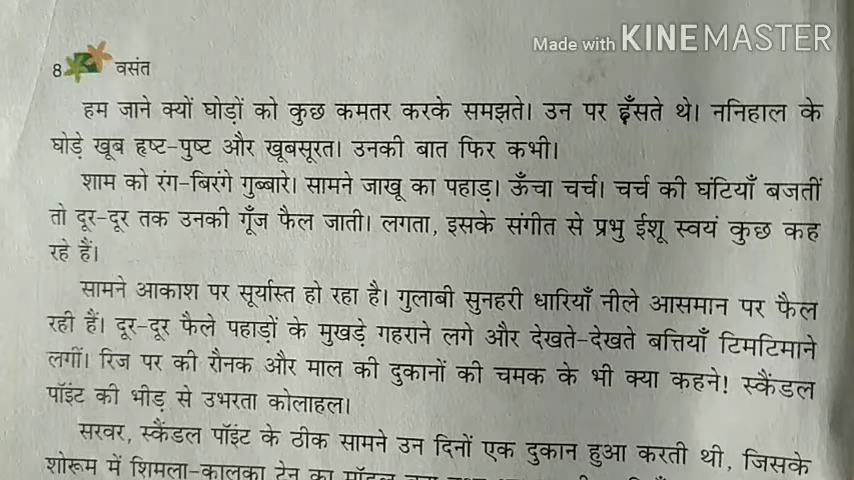 Made with KINEMASTER
8 वसंत
हम जाने क्यों घोड़ों को कुछ कमतर करके समझते। उन पर हँसते थे। ननिहाल के
घोड़े खूब हृष्ट-पुष्ट और खूबसूरत। उनकी बात फिर कभी।
शाम को रंग-बिरंगे गुब्बारे। सामने जाखू का पहाड़। ऊँचा चर्च। चर्च की घंटियाँ बजतीं
तो दूर-दूर तक उनकी गूँज फैल जाती। लगता, इसके संगीत से प्रभु ईशू स्वयं कुछ कह
रहे हैं।
सामने आकाश पर सूर्यास्त हो रहा है। गुलाबी सुनहरी धारियाँ नीले आसमान पर फैल
रही हैं। दूर-दूर फैले पहाड़ों के मुखड़े गहराने लगे और देखते-देखते बत्तियाँ टिमटिमाने
लगीं। रिज पर की रौनक और माल की दुकानों की चमक के भी क्या कहने! स्कैंडल
पॉइंट की भीड़ से उभरता कोलाहल।
सरवर, स्कैंडल पॉइंट के ठीक सामने उन दिनों एक दुकान हुआ करती थी, जिसके
शोरूम में शिमला-कालका ट्रेन का मॉडल